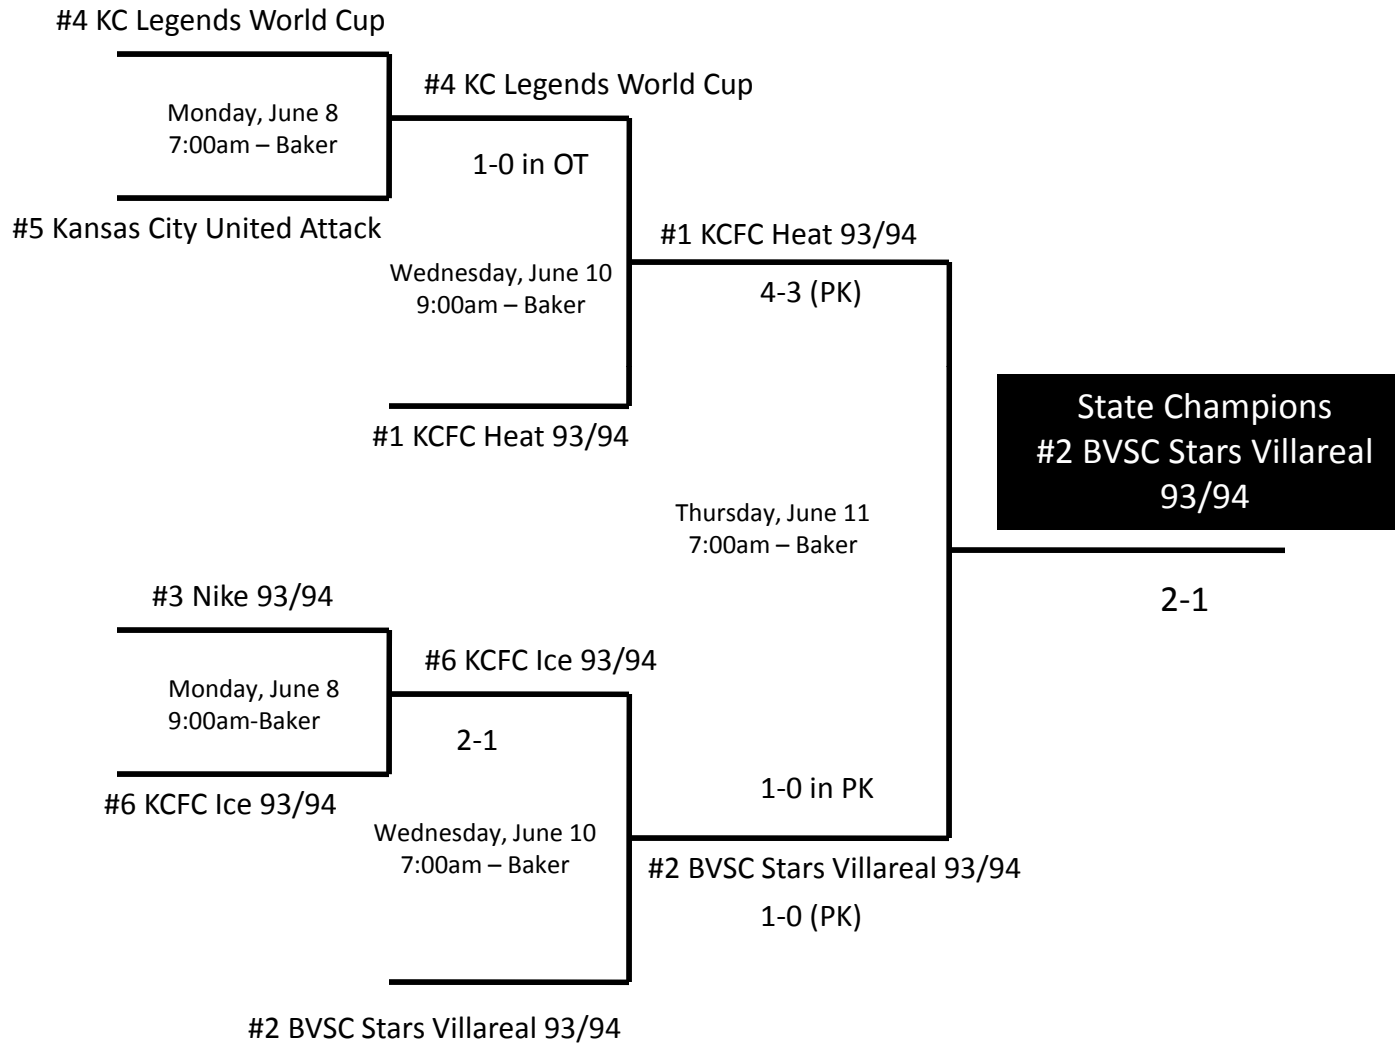 #4 KC Legends World Cup
#4 KC Legends World Cup
Monday, June 8
7:00am – Baker
1-0 in OT
#5 Kansas City United Attack
#1 KCFC Heat 93/94
Wednesday, June 10
9:00am – Baker
4-3 (PK)
#1 KCFC Heat 93/94
State Champions
#2 BVSC Stars Villareal
93/94
Thursday, June 11
7:00am – Baker
2-1
#3 Nike 93/94
#6 KCFC Ice 93/94
Monday, June 8
9:00am-Baker
2-1
#6 KCFC Ice 93/94
1-0 in PK
Wednesday, June 10
7:00am – Baker
#2 BVSC Stars Villareal 93/94
1-0 (PK)
#2 BVSC Stars Villareal 93/94